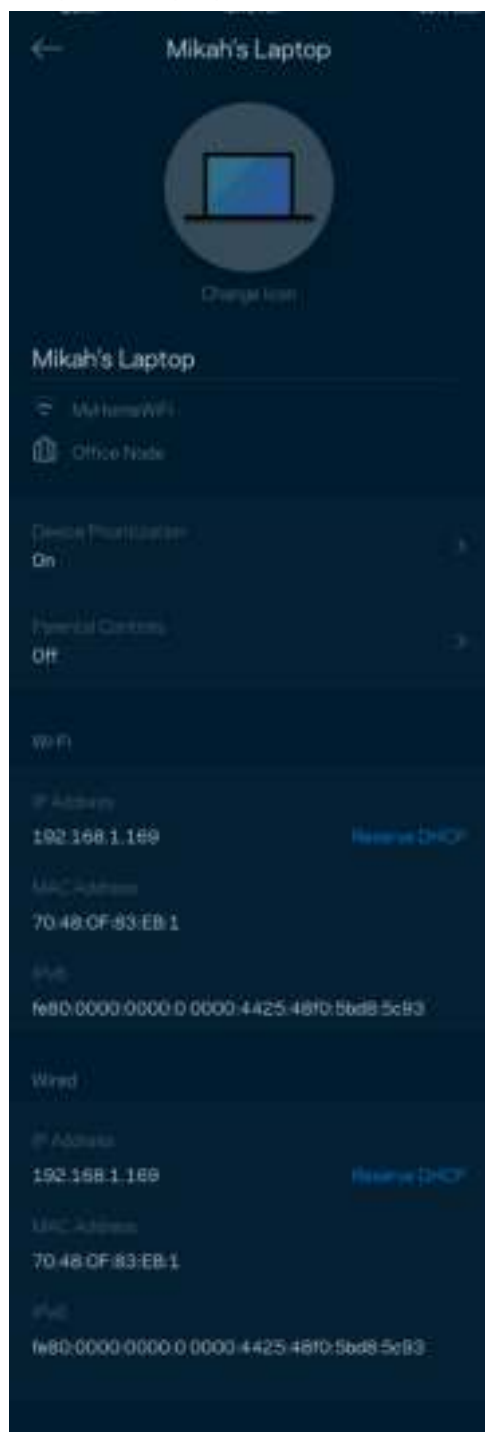 Mikah's Laptop
Change Icon
Mikah's Laptop
MyHomeWiFi
Office Node
Device Prioritization
On
Parental Controls
Off
Wi-Fi
IP Address
192.168.1.169
Reserve DHCP
MAC Address
70:48:0F:83:EB:1
IPv6
fe80:0000:0000:0:0000:4425:48f0:5bd8:5c93
Wired
IP Address
192.168.1.169
Reserve DHCP
MAC Address
70:48:0F:83:EB:1
IPv6
fe80:0000:0000:0:0000:4425:48f0:5bd8:5c93